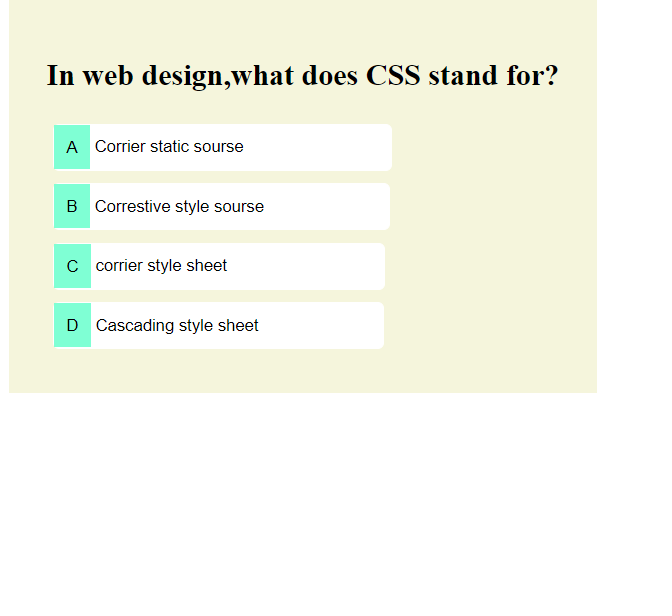 In web design,what does CSS stand for?
A Corrier static sourse
B Correstive style sourse
C corrier style sheet
D Cascading style sheet